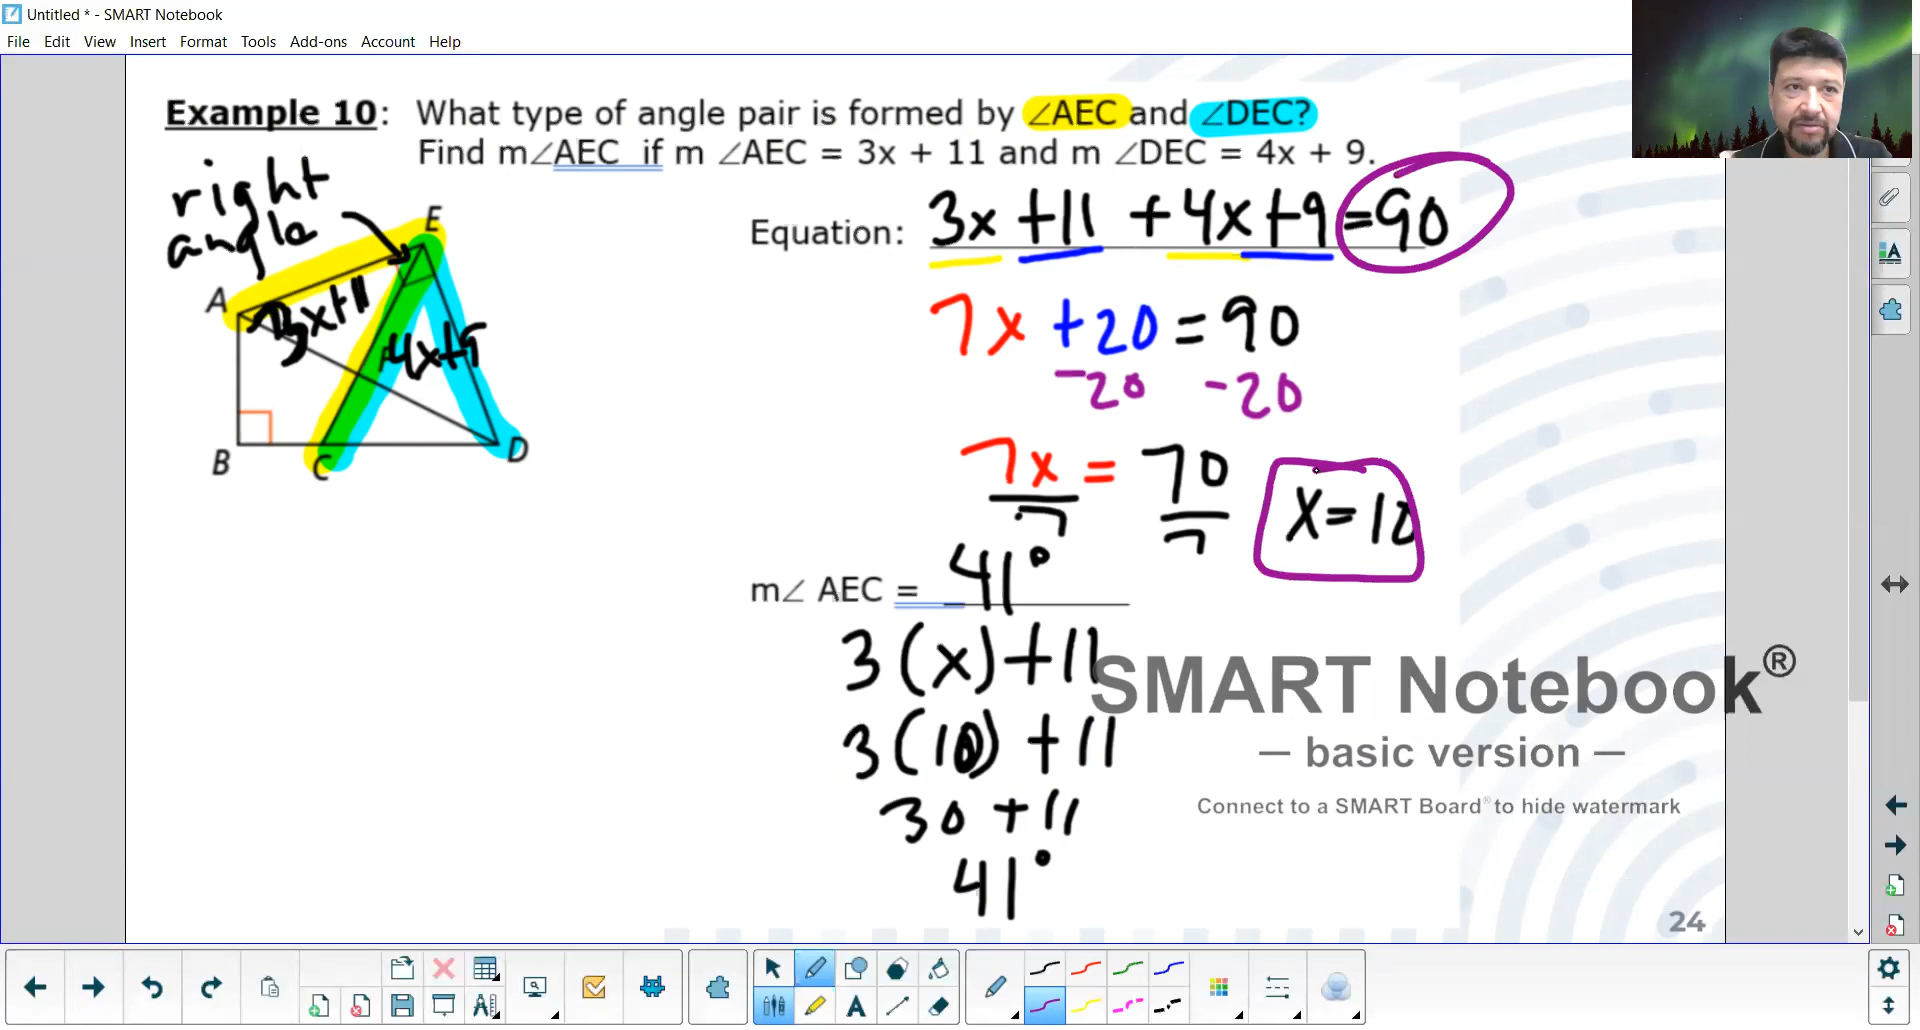 Untitled * - SMART Notebook
File Edit View Insert Format Tools Add-ons Account Help
Example 10: What type of angle pair is formed by ∠AEC and ∠DEC?
Find m∠AEC if m ∠AEC = 3x + 11 and m ∠DEC = 4x + 9.
right
angle
E
A
3x+11
4x+9
B
C
D
Equation: 3x +11 +4x+9 =90
7x +20 = 90
-20 -20
7x = 70
7 7
x=10
m∠ AEC = 41°
3(x)+11
3(10)+11
30+11
41°
SMART Notebook®
— basic version —
Connect to a SMART Board® to hide watermark
24